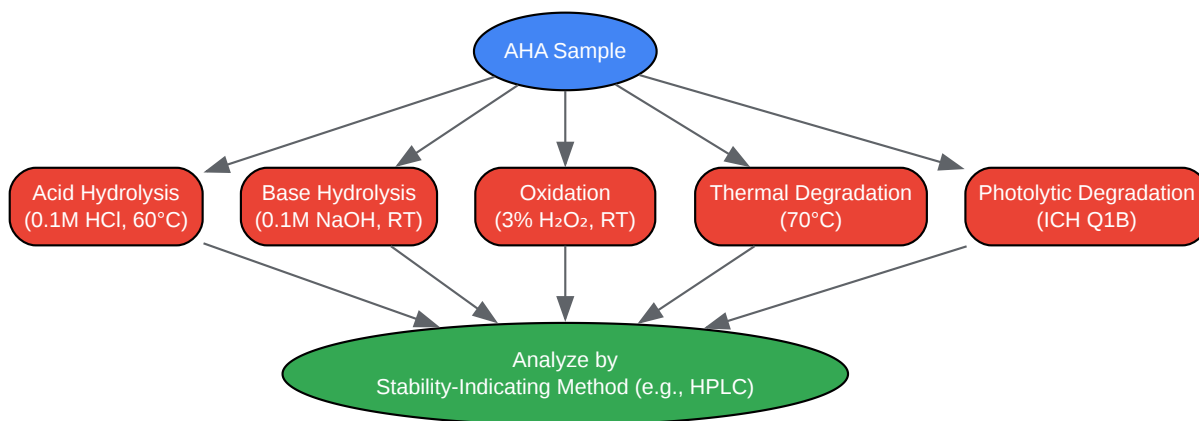 AHA Sample
Acid Hydrolysis
(0.1M HCl, 60°C)
Base Hydrolysis
(0.1M NaOH, RT)
Oxidation
(3% H₂O₂, RT)
Thermal Degradation
(70°C)
Photolytic Degradation
(ICH Q1B)
Analyze by
Stability-Indicating Method (e.g., HPLC)